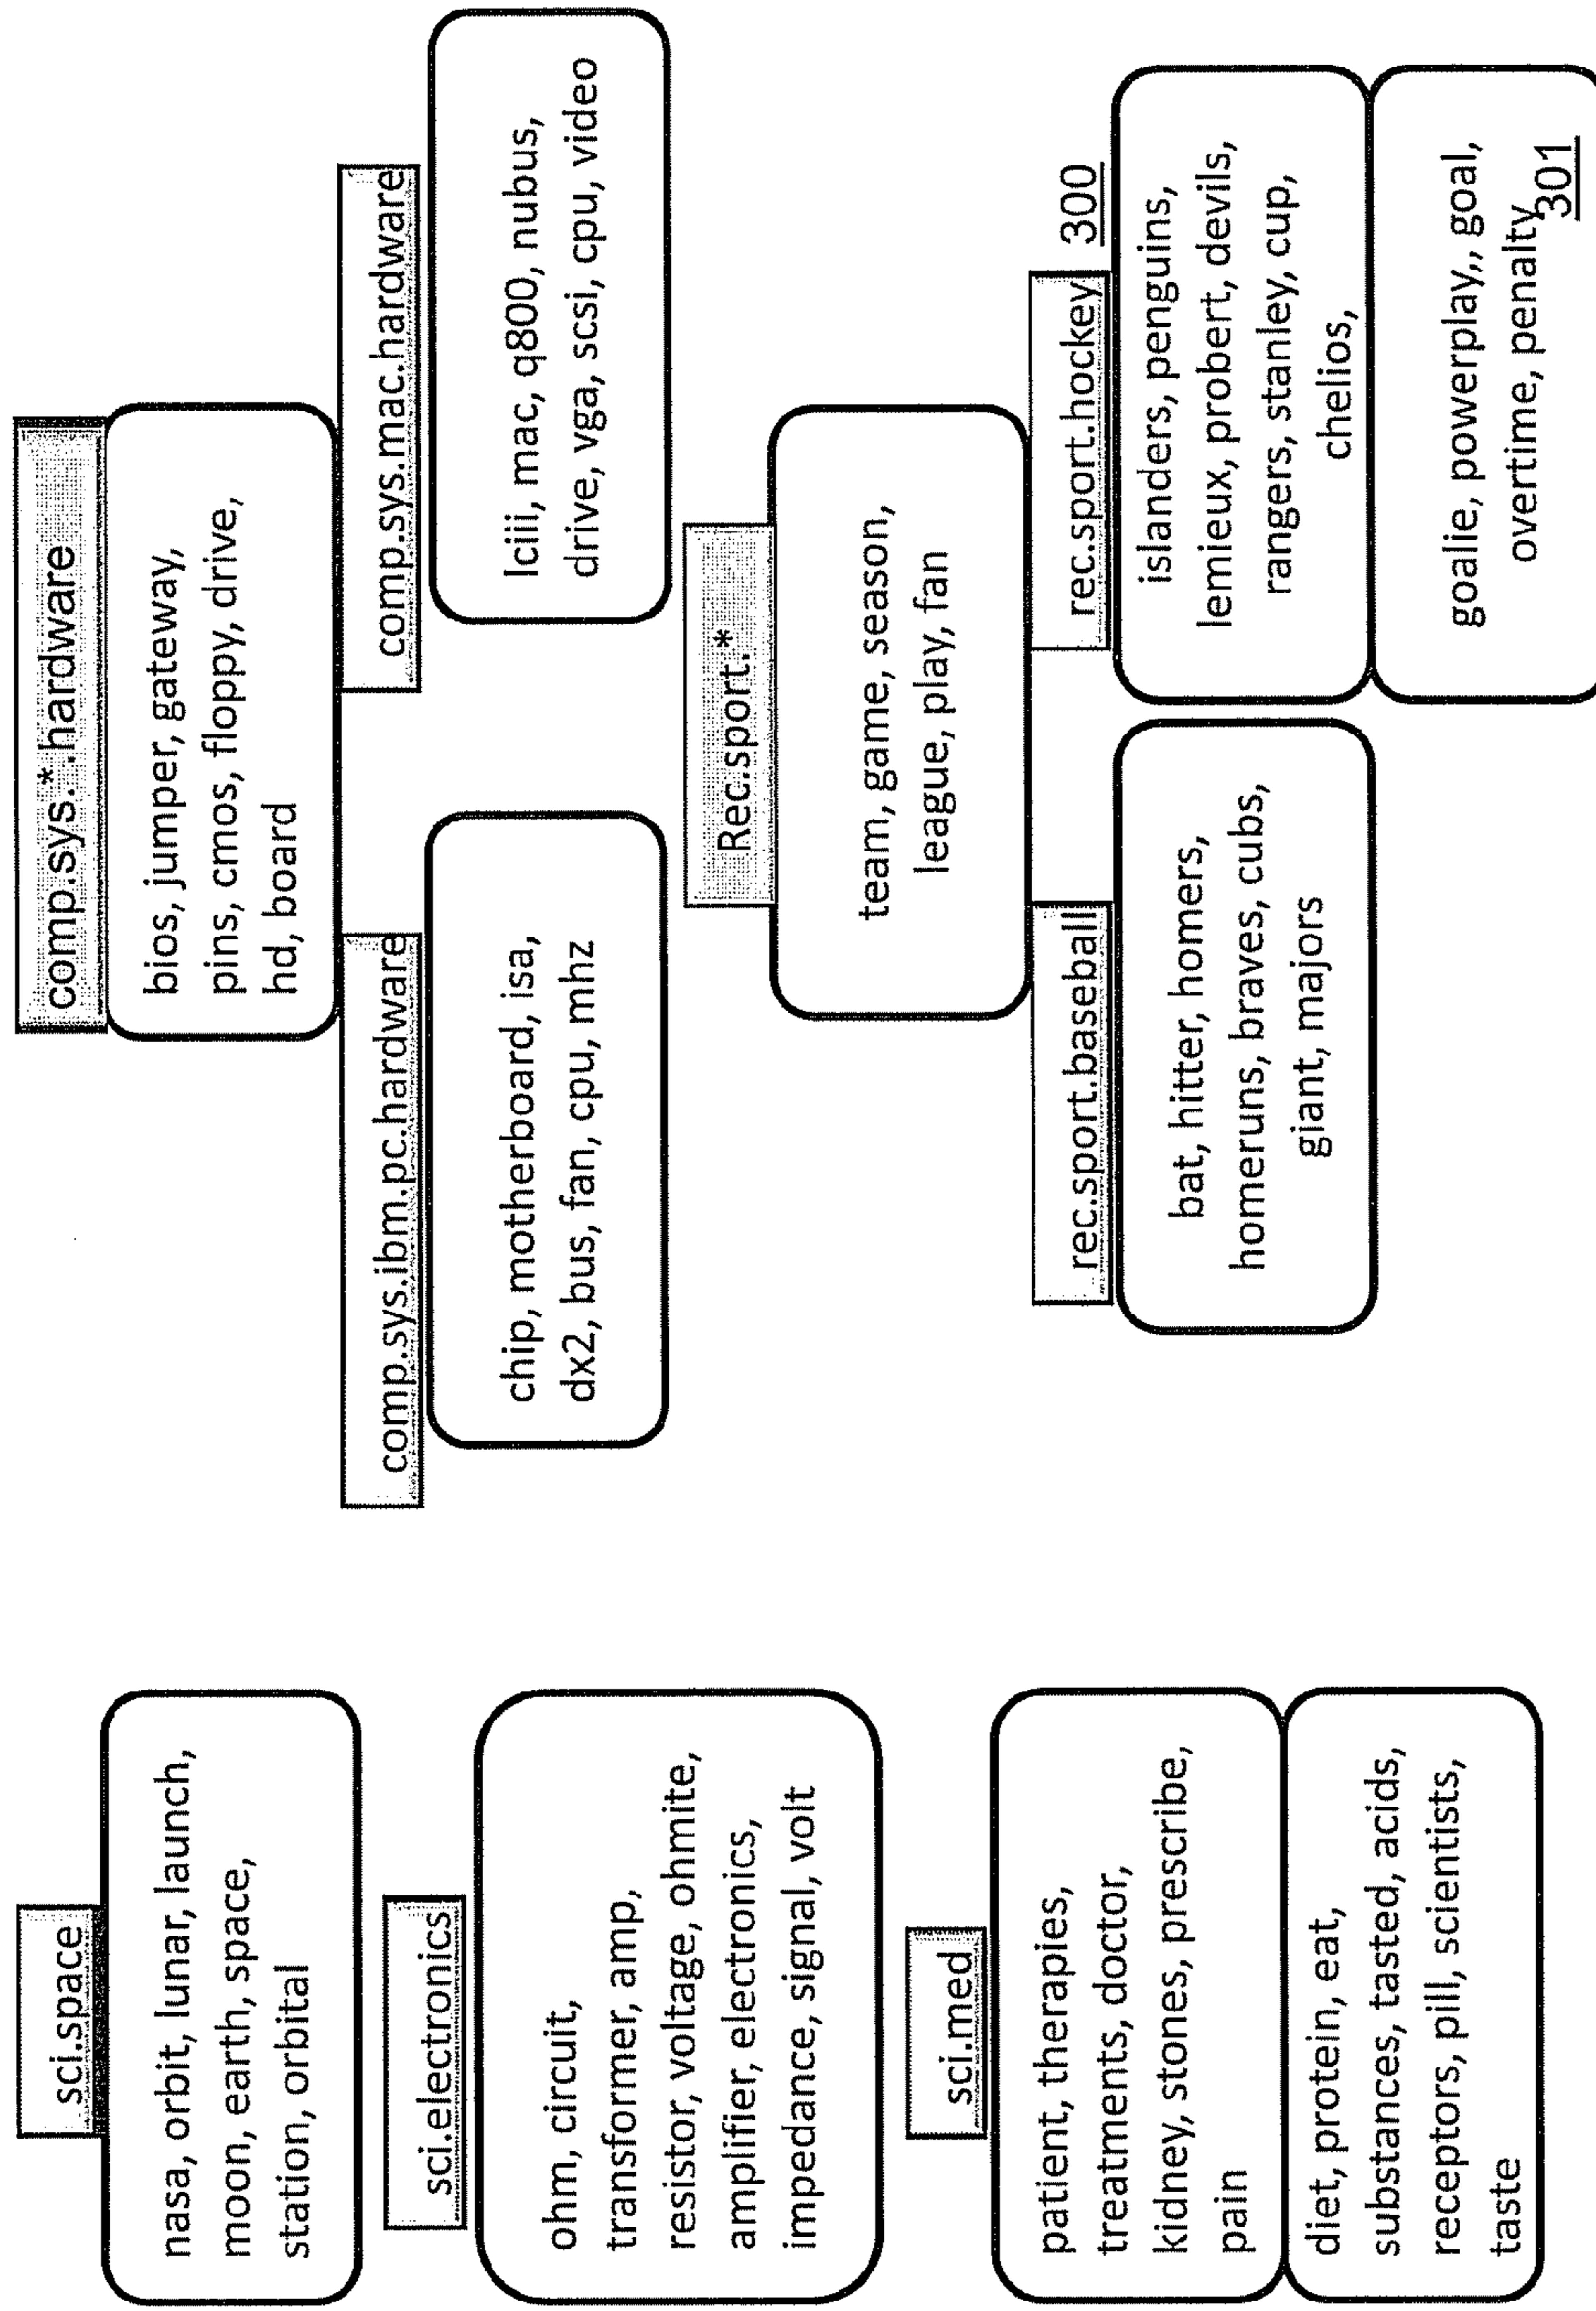 sci.space
nasa, orbit, lunar, launch,
moon, earth, space,
station, orbital
sci.electronics
ohm, circuit,
transformer, amp,
resistor, voltage, ohmite,
amplifier, electronics,
impedance, signal, volt
sci.med
patient, therapies,
treatments, doctor,
kidney, stones, prescribe,
pain
diet, protein, eat,
substances, tasted, acids,
receptors, pill, scientists,
taste
comp.sys.*.hardware
bios, jumper, gateway,
pins, cmos, floppy, drive,
hd, board
comp.sys.ibm.pc.hardware
chip, motherboard, isa,
dx2, bus, fan, cpu, mhz
comp.sys.mac.hardware
lciii, mac, q800, nubus,
drive, vga, scsi, cpu, video
Rec.sport.*
team, game, season,
league, play, fan
rec.sport.baseball
bat, hitter, homers,
homeruns, braves, cubs,
giant, majors
rec.sport.hockey
300
islanders, penguins,
lemieux, probert, devils,
rangers, stanley, cup,
chelios,
goalie, powerplay,, goal,
overtime, penalty
301